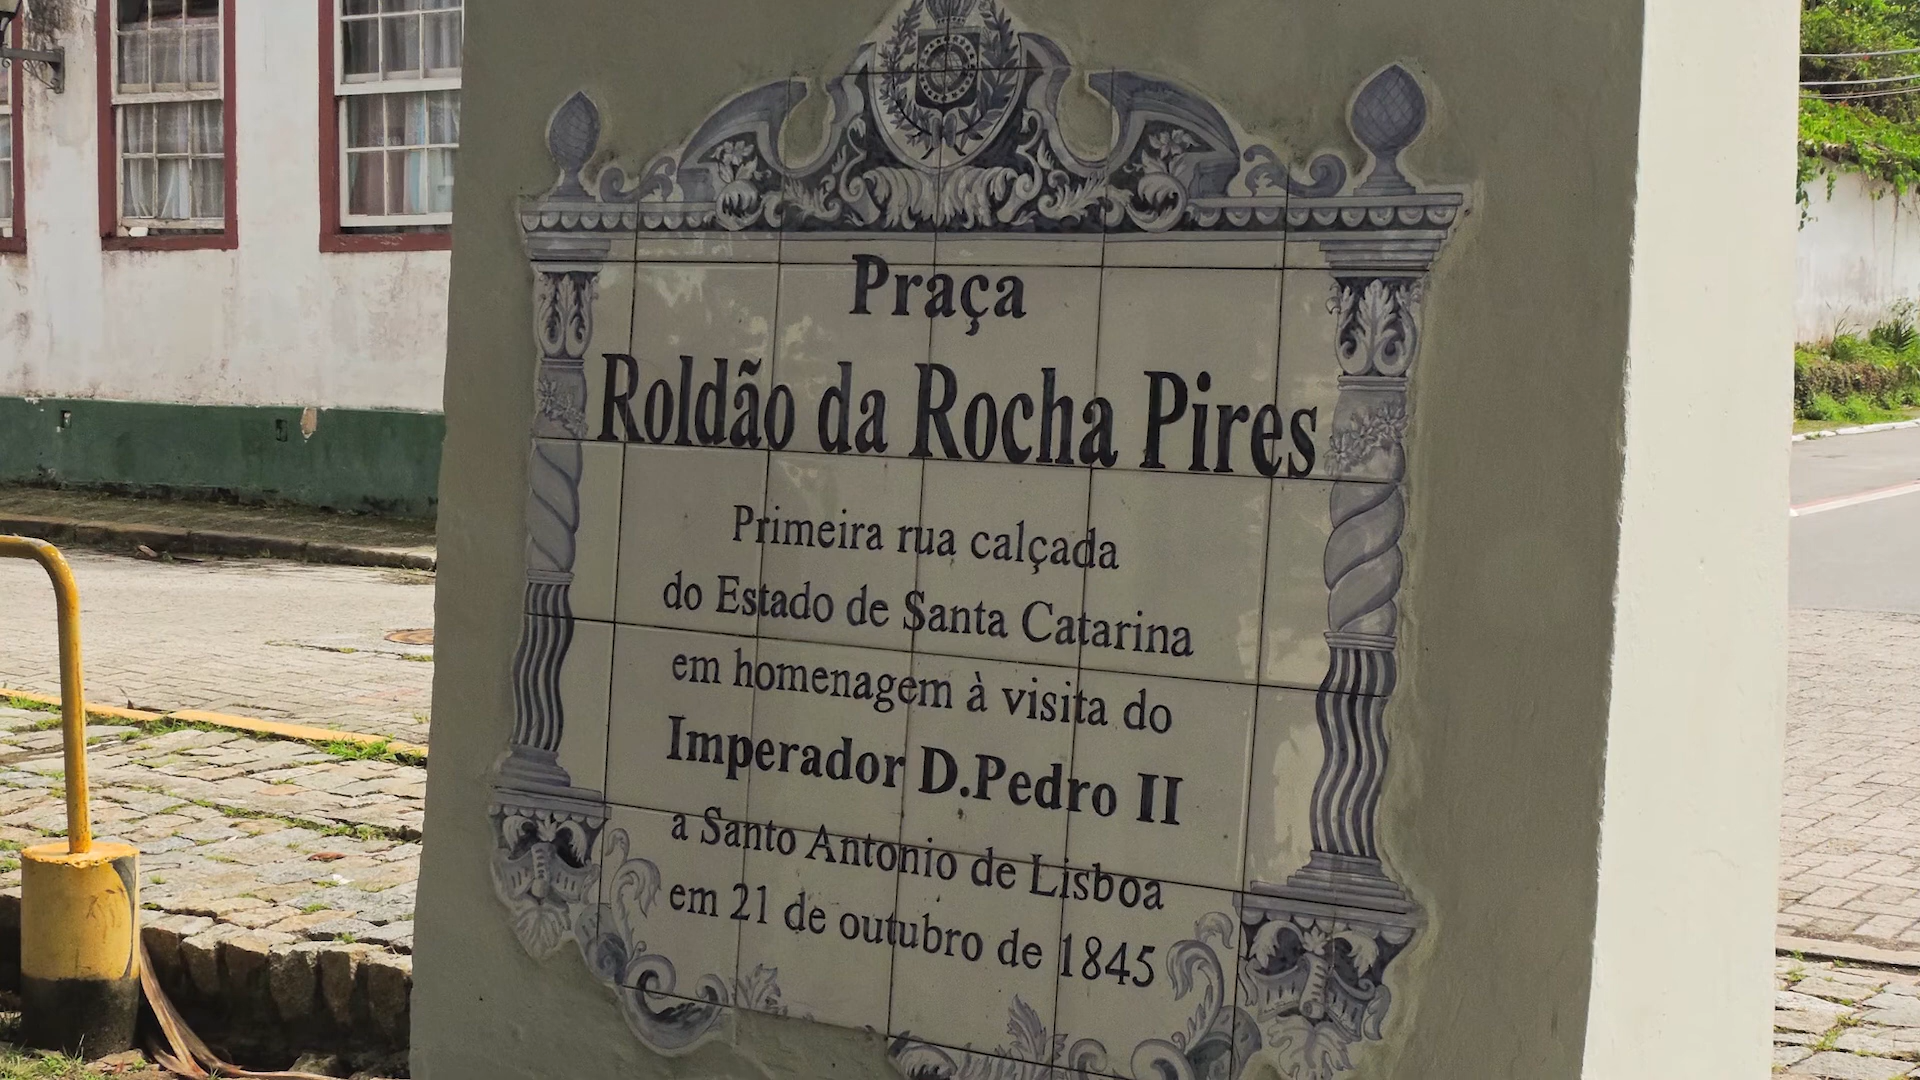 Praça
Roldão da Rocha Pires
Primeira rua calçada
do Estado de Santa Catarina
em homenagem à visita do
Imperador D.Pedro II
a Santo Antonio de Lisboa
em 21 de outubro de 1845